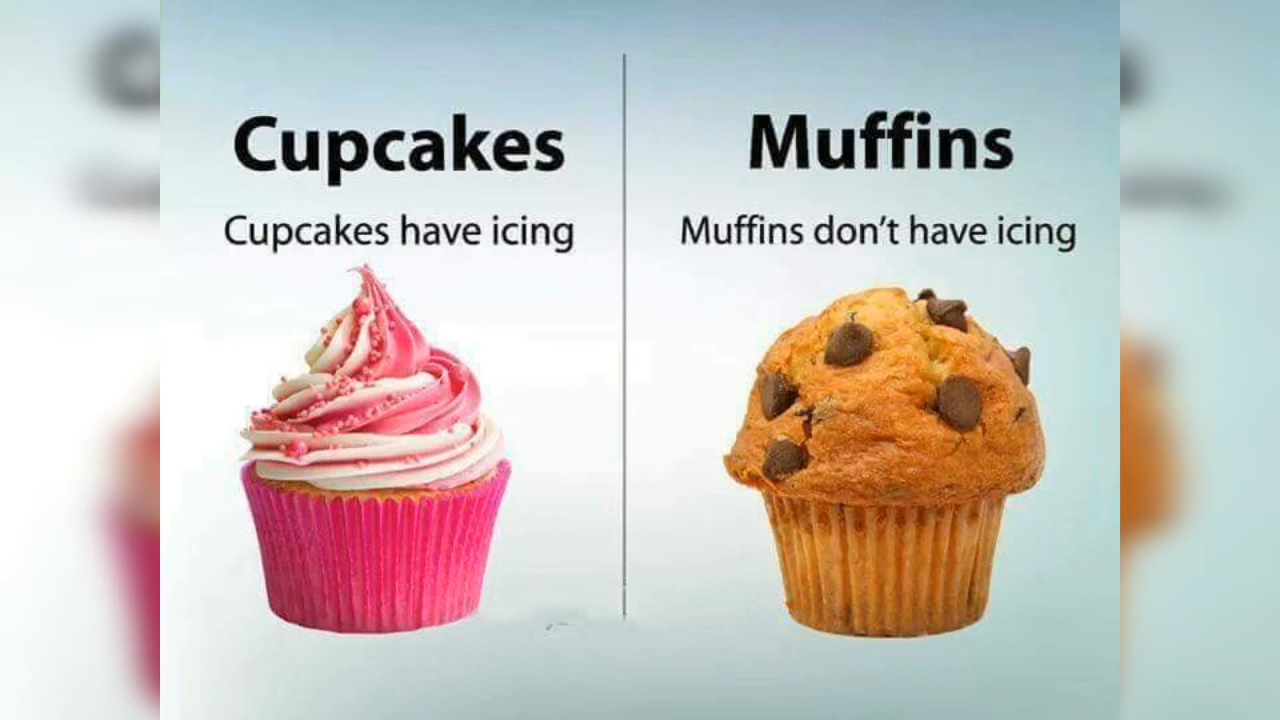 Cupcakes
Cupcakes have icing
Muffins
Muffins don’t have icing